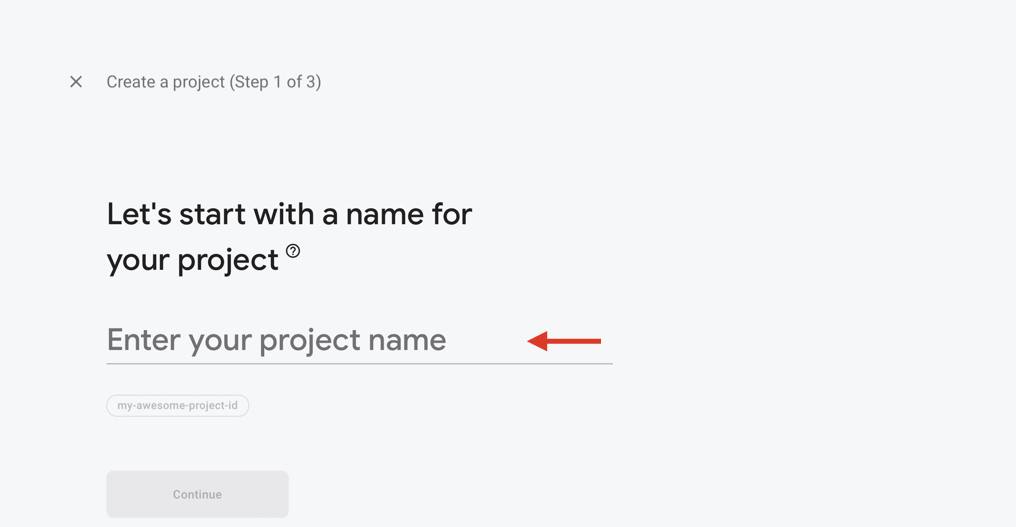 Create a project (Step 1 of 3)
Let's start with a name for
your project
Enter your project name
my-awesome-project-id
Continue